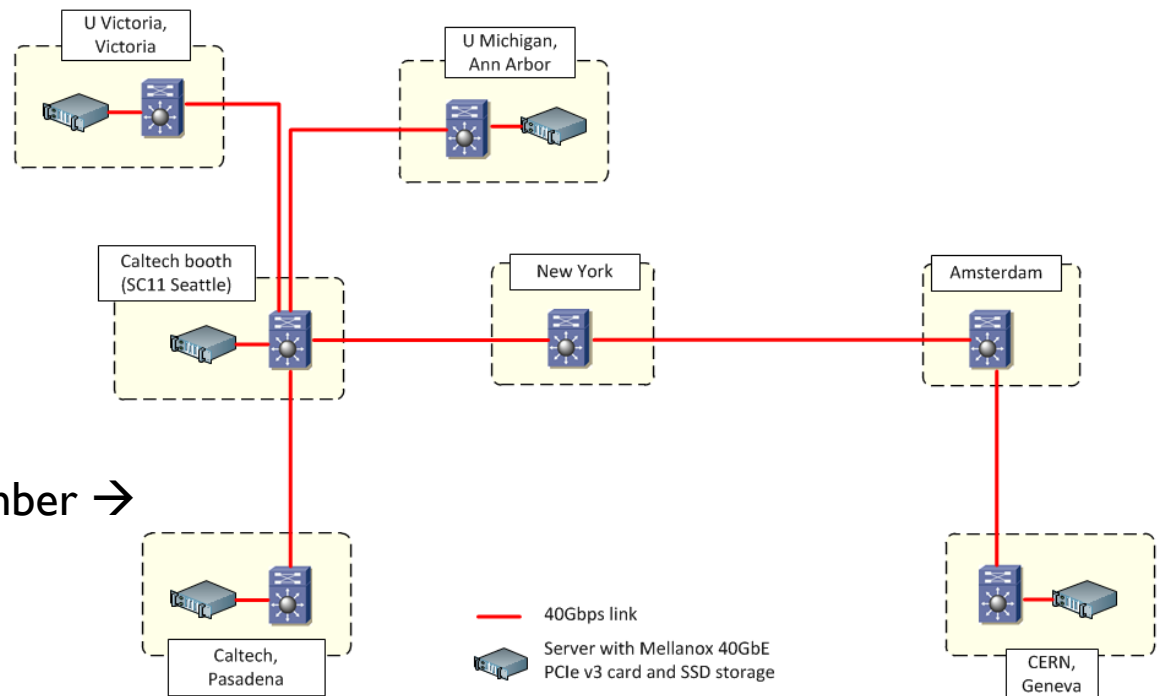 U Victoria,
Victoria
U Michigan,
Ann Arbor
Caltech booth
(SC11 Seattle)
New York
Amsterdam
mber →
Caltech,
Pasadena
40Gbps link
Server with Mellanox 40GbE
PCIe v3 card and SSD storage
CERN,
Geneva